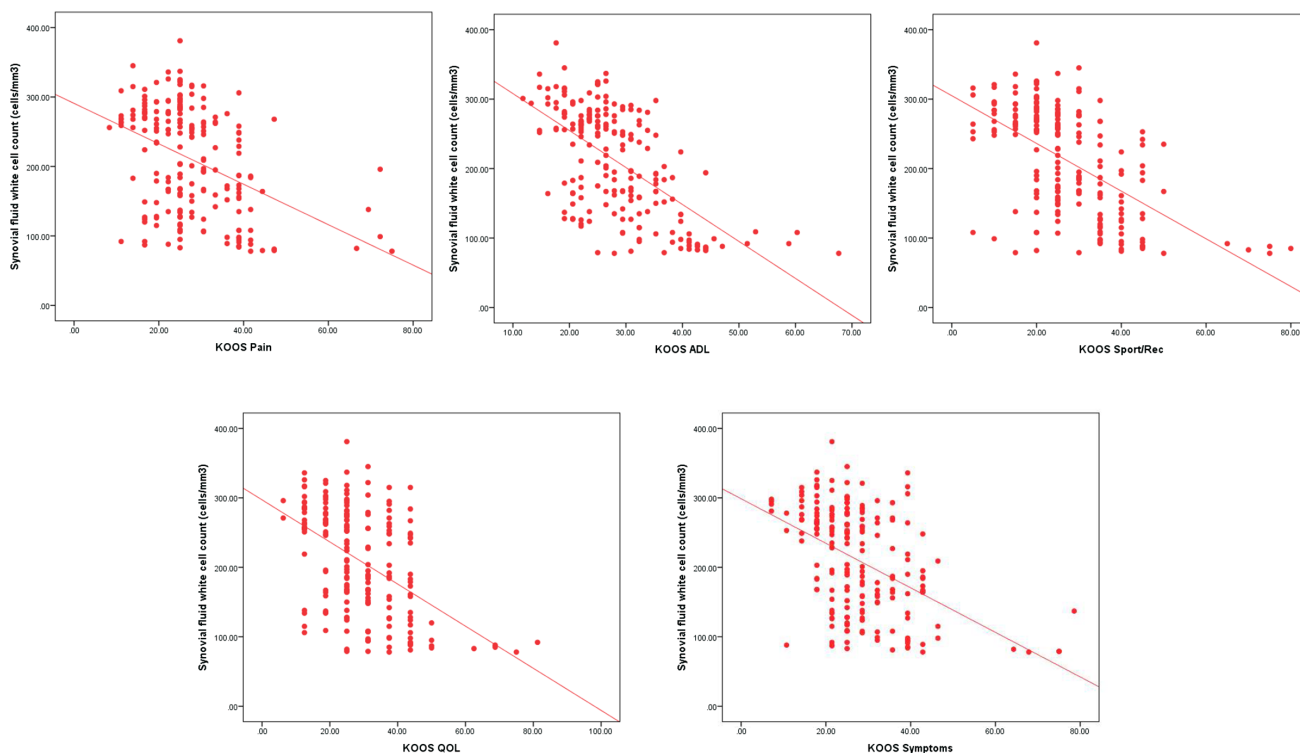 400.00
300.00
200.00
100.00
.00
Synovial fluid white cell count (cells/mm3)
.00 20.00 40.00 60.00 80.00
KOOS Pain
400.00
300.00
200.00
100.00
.00
Synovial fluid white cell count (cells/mm3)
10.00 20.00 30.00 40.00 50.00 60.00 70.00
KOOS ADL
400.00
300.00
200.00
100.00
.00
Synovial fluid white cell count (cells/mm3)
.00 20.00 40.00 60.00 80.00
KOOS Sport/Rec
400.00
300.00
200.00
100.00
.00
Synovial fluid white cell count (cells/mm3)
.00 20.00 40.00 60.00 80.00 100.00
KOOS QOL
400.00
300.00
200.00
100.00
.00
Synovial fluid white cell count (cells/mm3)
.00 20.00 40.00 60.00 80.00
KOOS Symptoms